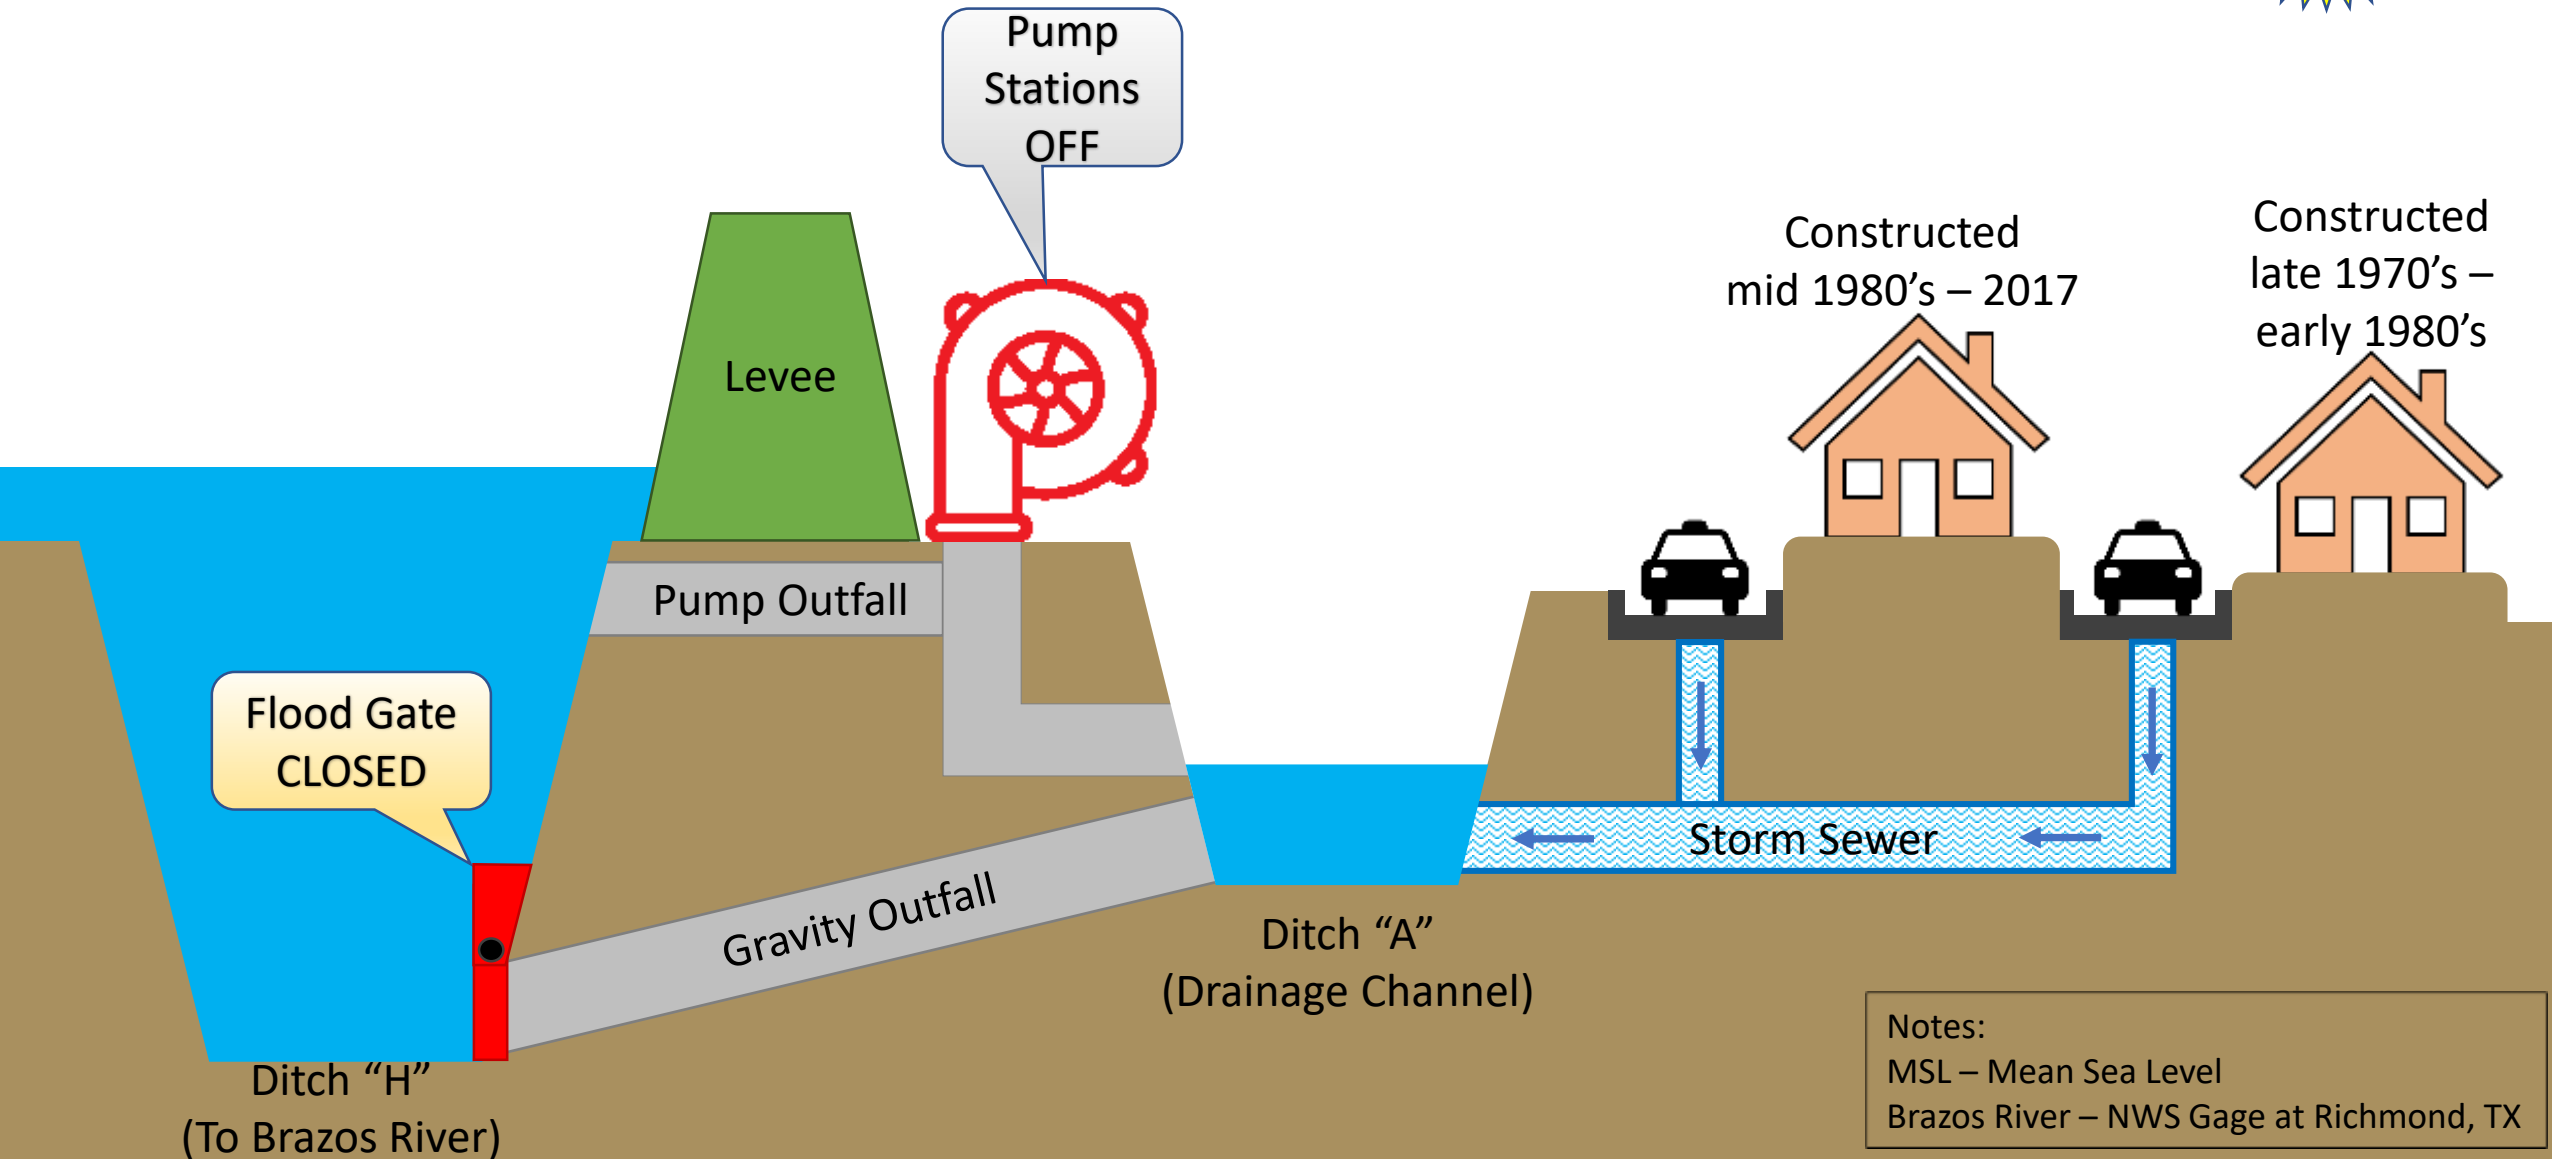 Pump
Stations
OFF
Constructed
mid 1980’s – 2017
Constructed
late 1970’s –
early 1980’s
Levee
Pump Outfall
Flood Gate
CLOSED
Storm Sewer
Gravity Outfall
Ditch “A”
(Drainage Channel)
Ditch “H”
(To Brazos River)
Notes:
MSL – Mean Sea Level
Brazos River – NWS Gage at Richmond, TX